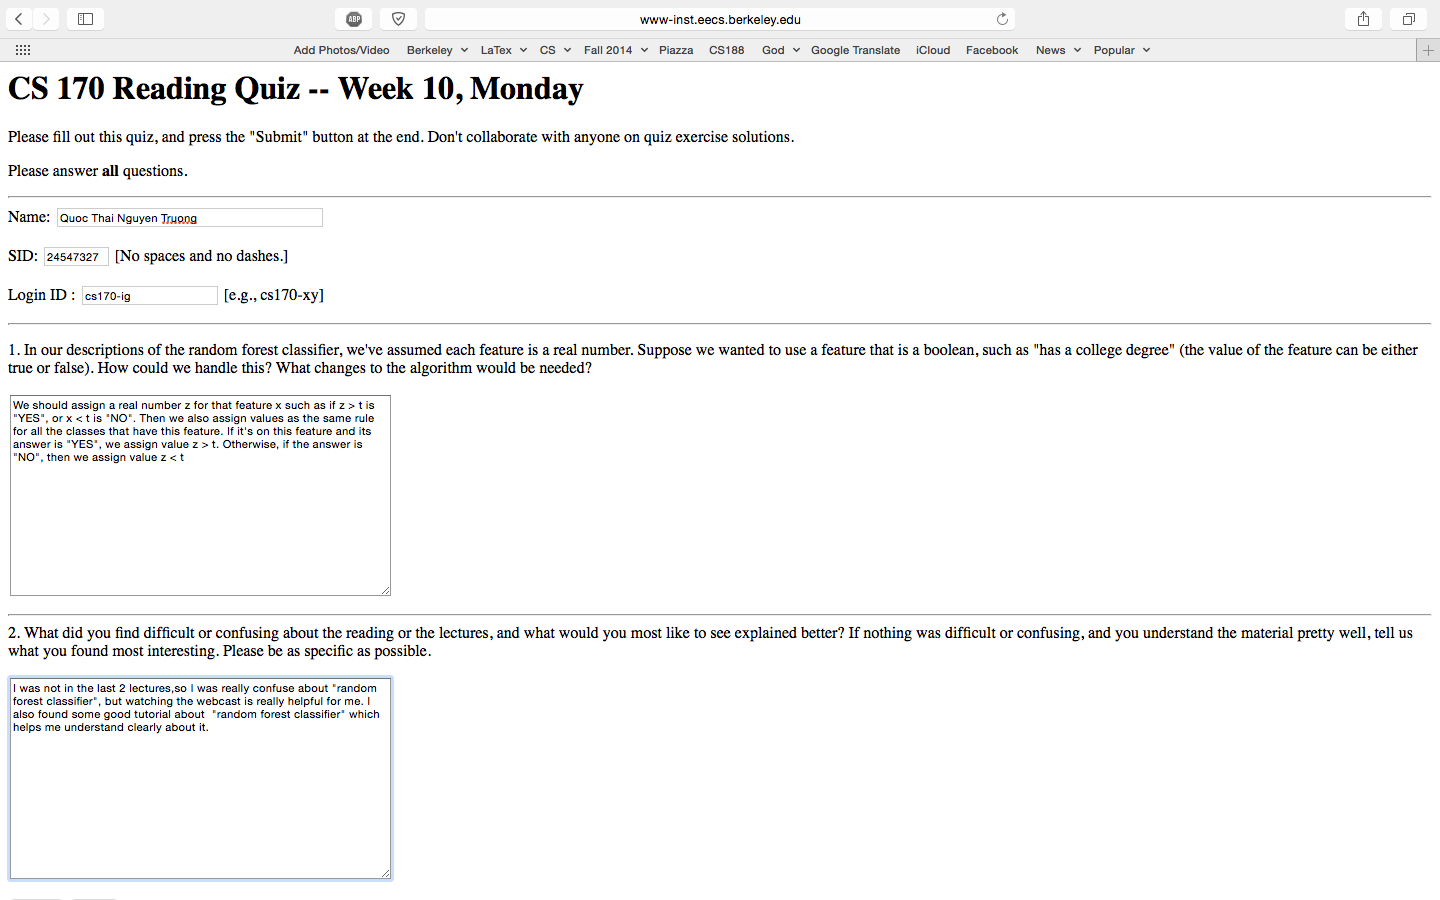 ABP
www-inst.eecs.berkeley.edu
Add Photos/Video Berkeley LaTex CS Fall 2014 Piazza CS188 God Google Translate iCloud Facebook News Popular
CS 170 Reading Quiz -- Week 10, Monday
Please fill out this quiz, and press the "Submit" button at the end. Don't collaborate with anyone on quiz exercise solutions.
Please answer all questions.
Name: Quoc Thai Nguyen Truong
SID: 24547327 [No spaces and no dashes.]
Login ID : cs170-ig [e.g., cs170-xy]
1. In our descriptions of the random forest classifier, we've assumed each feature is a real number. Suppose we wanted to use a feature that is a boolean, such as "has a college degree" (the value of the feature can be either
true or false). How could we handle this? What changes to the algorithm would be needed?
We should assign a real number z for that feature x such as if z > t is
"YES", or x < t is "NO". Then we also assign values as the same rule
for all the classes that have this feature. If it's on this feature and its
answer is "YES", we assign value z > t. Otherwise, if the answer is
"NO", then we assign value z < t
2. What did you find difficult or confusing about the reading or the lectures, and what would you most like to see explained better? If nothing was difficult or confusing, and you understand the material pretty well, tell us
what you found most interesting. Please be as specific as possible.
I was not in the last 2 lectures,so I was really confuse about "random
forest classifier", but watching the webcast is really helpful for me. I
also found some good tutorial about  "random forest classifier" which
helps me understand clearly about it.